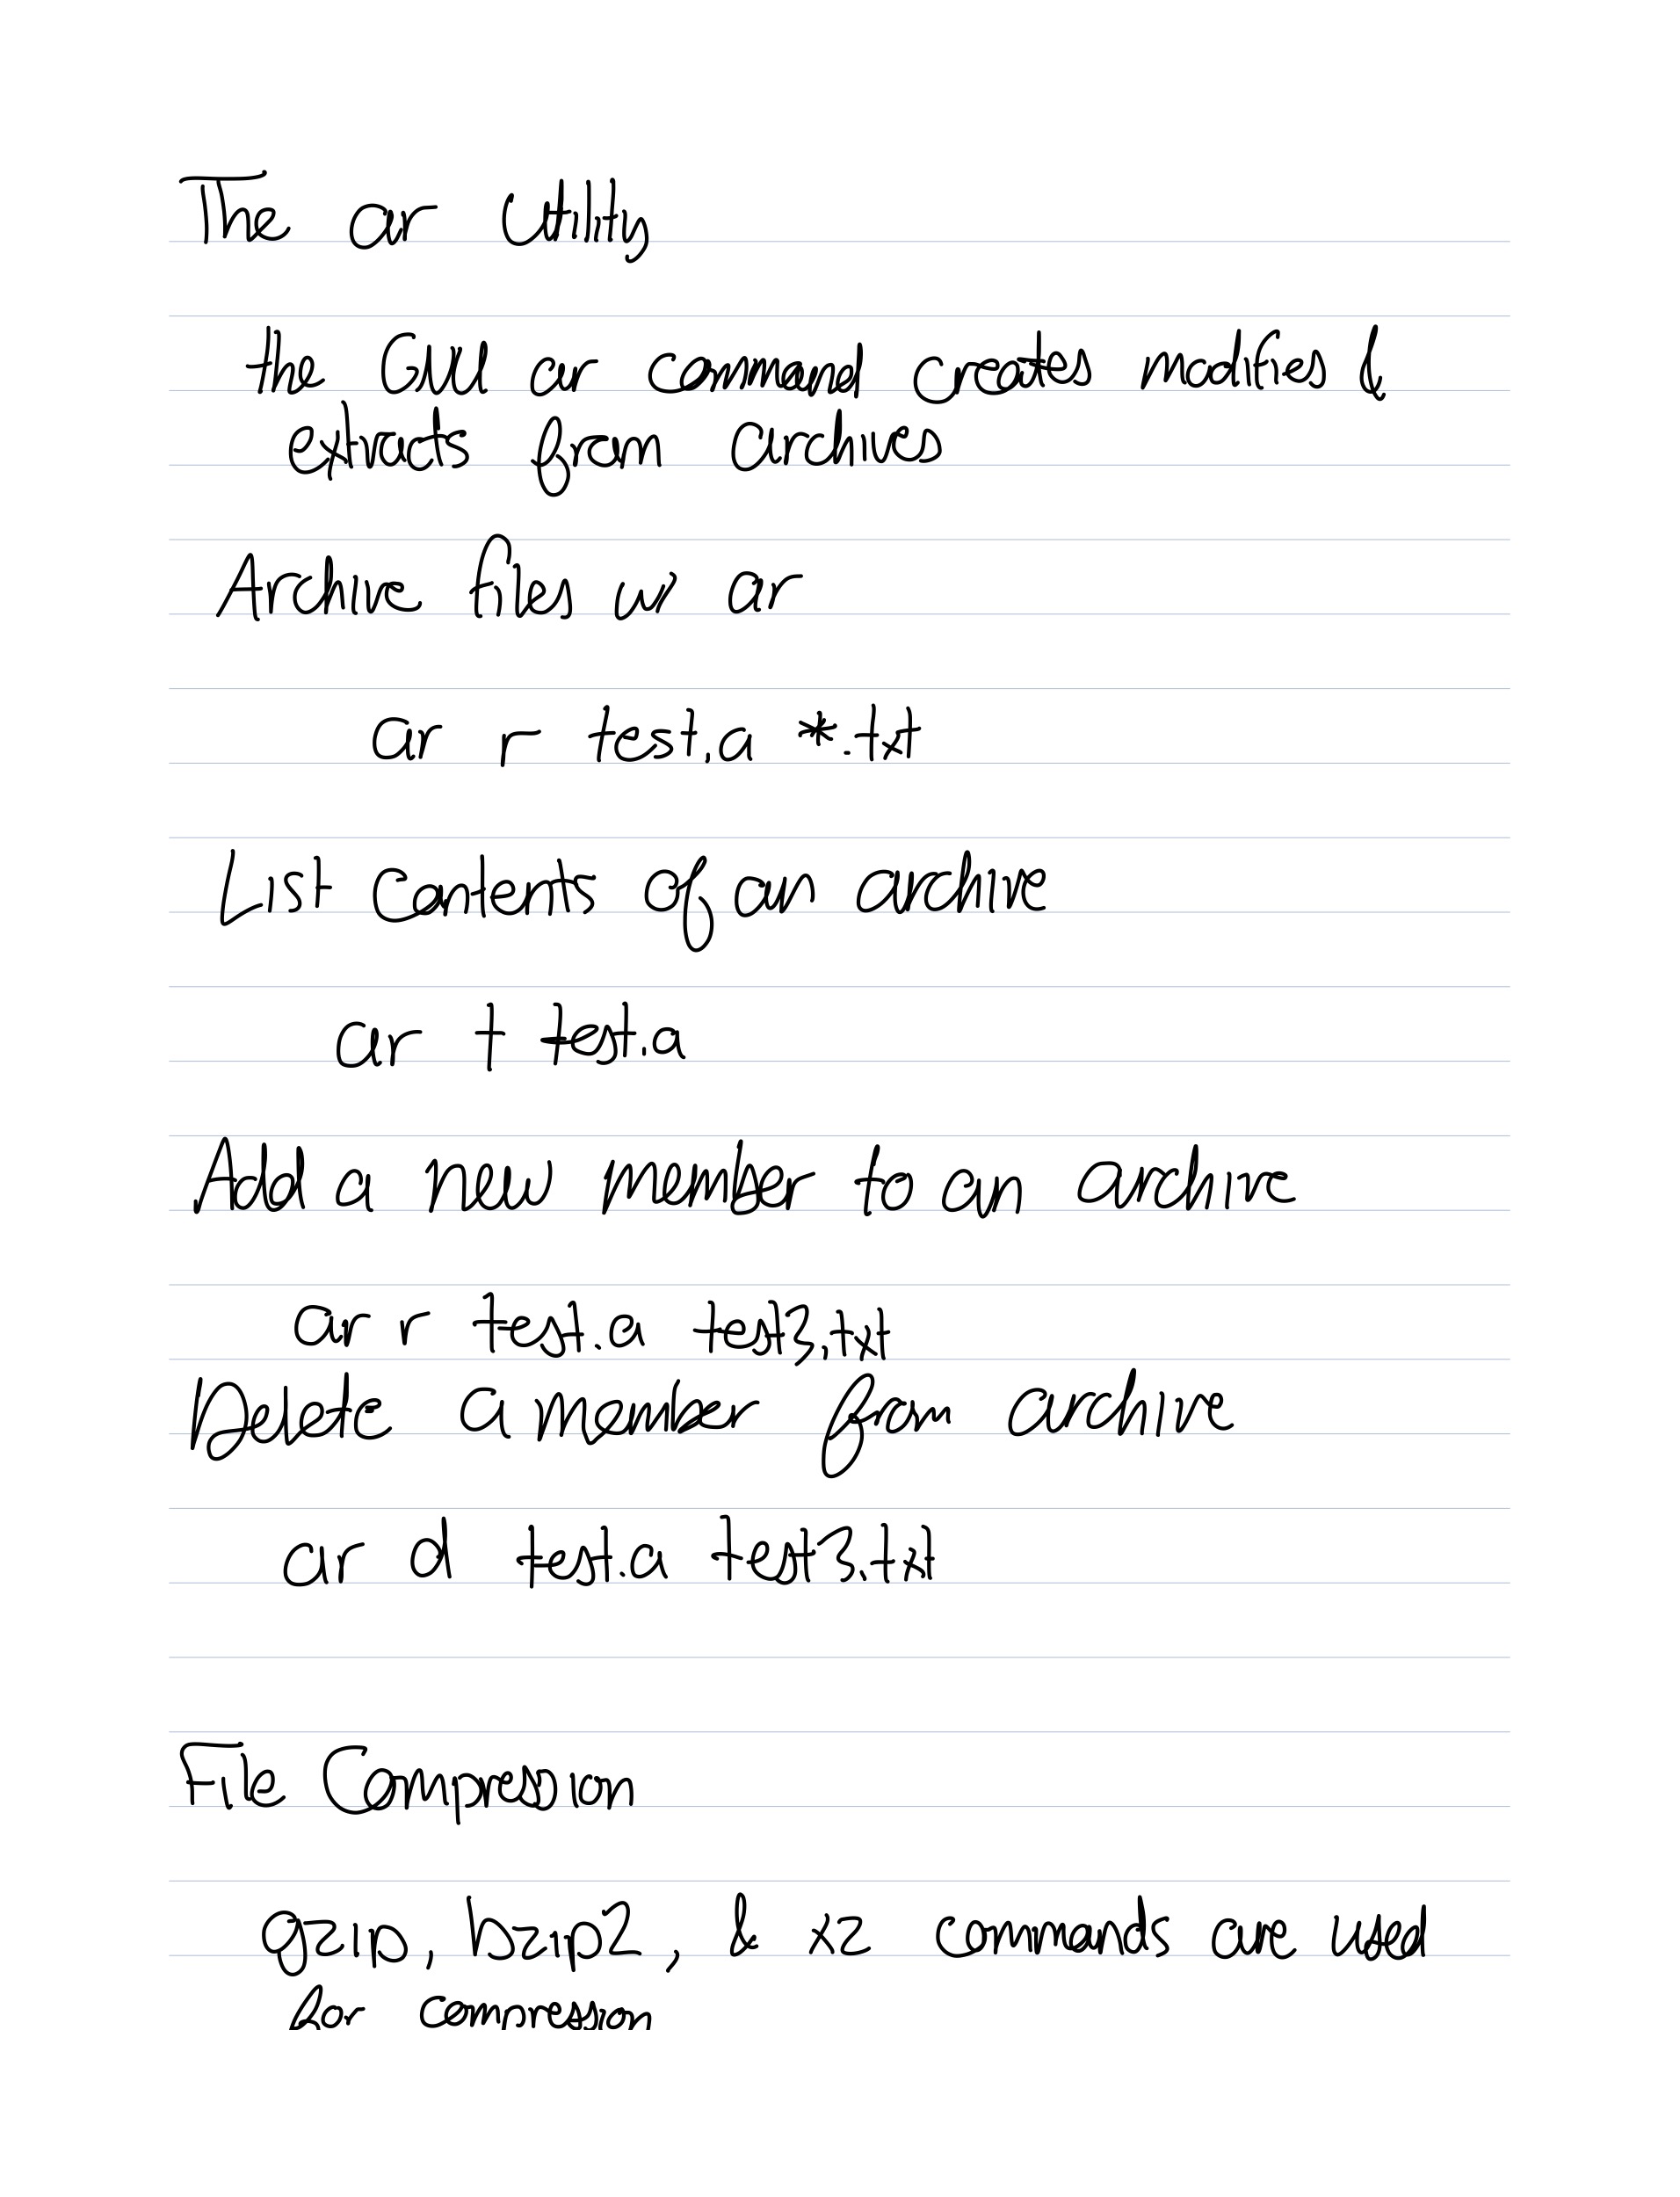 The ar utility
the GNU ar command creates modifies &
extracts from archives
Archive files w ar
ar r test.a *.txt
List Contents of an archive
ar t test.a
Add a new member to an archive
ar r test.a test3.txt
Delete a member from archive
ar d test.a test3.txt
File Compression
gzip, bzip2, & xz commands are used
for compression